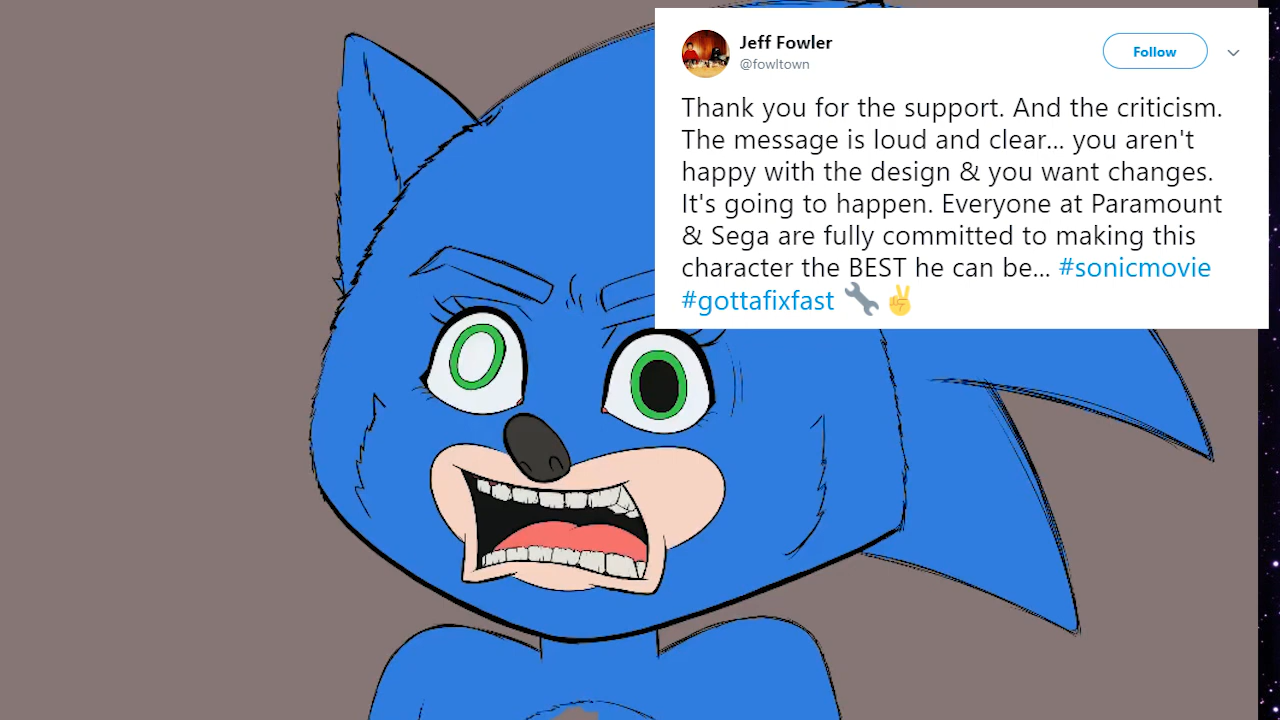 Jeff Fowler
@fowltown
Follow
Thank you for the support. And the criticism.
The message is loud and clear... you aren't
happy with the design & you want changes.
It's going to happen. Everyone at Paramount
& Sega are fully committed to making this
character the BEST he can be... #sonicmovie
#gottafixfast 🔧✌